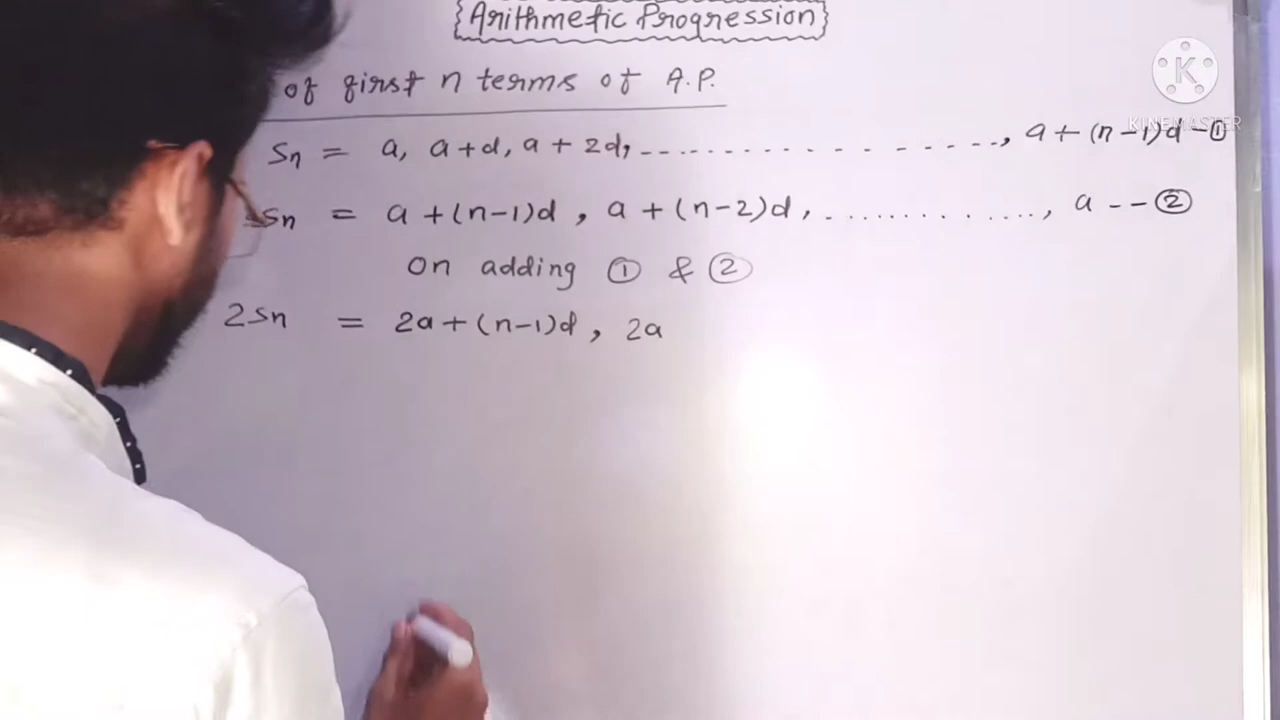 Arithmetic Progression
of first n terms of A.P.
Sn = a, a+d, a + 2d, - - - - - - - - - - - - - - - - - -, a + (n-1)d - ①
Sn = a + (n-1)d , a + (n-2)d, . . . . . . . . . . . . . . . , a - - ②
On adding ① & ②
2Sn = 2a + (n-1)d , 2a
K
KINEMASTER